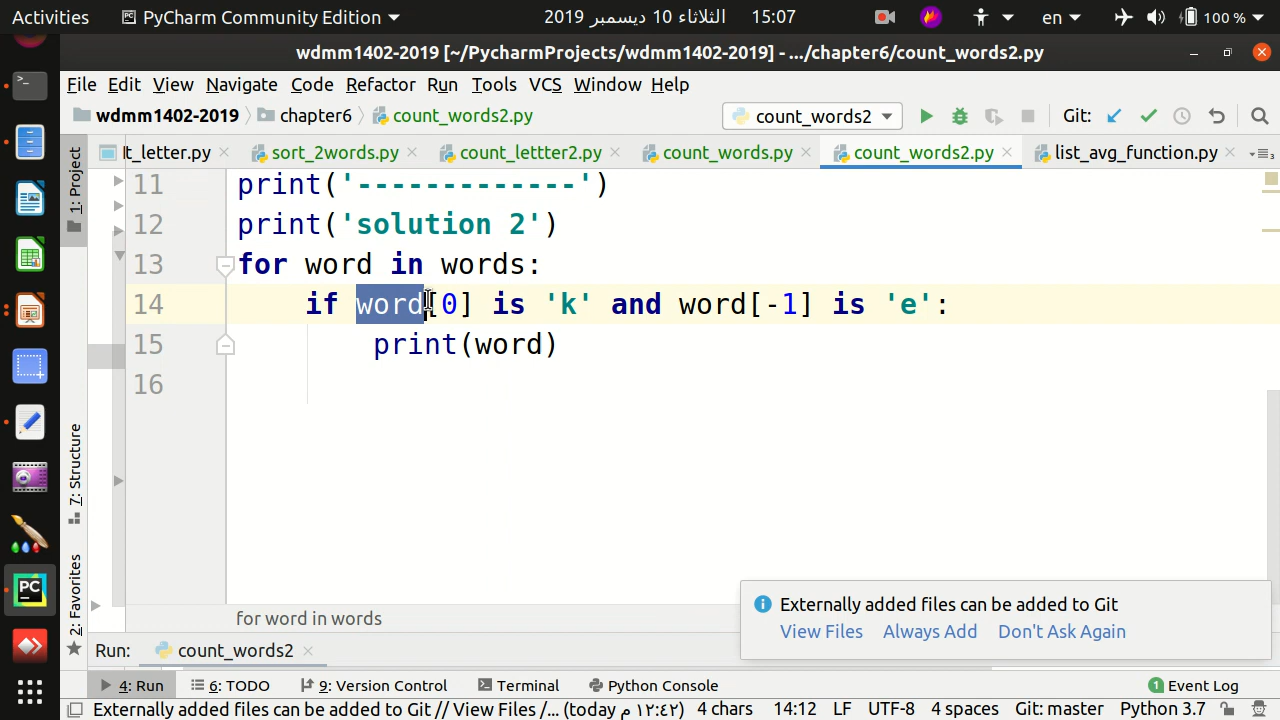 Activities PyCharm Community Edition الثلاثاء 10 ديسمبر 2019 15:07 en 100 %
wdmm1402-2019 [~/PycharmProjects/wdmm1402-2019] - .../chapter6/count_words2.py
File Edit View Navigate Code Refactor Run Tools VCS Window Help
wdmm1402-2019 chapter6 count_words2.py count_words2 Git:
lt_letter.py sort_2words.py count_lettter2.py count_words.py count_words2.py list_avg_function.py
1: Project
7: Structure
2: Favorites
11 print('-------------')
12 print('solution 2')
13 for word in words:
14 if word[0] is 'k' and word[-1] is 'e':
15 print(word)
16
for word in words
Externally added files can be added to Git
View Files Always Add Don't Ask Again
Run: count_words2
4: Run 6: TODO 9: Version Control Terminal Python Console 1 Event Log
Externally added files can be added to Git // View Files /... (today ١٢:٤٢ م) 4 chars 14:12 LF UTF-8 4 spaces Git: master Python 3.7